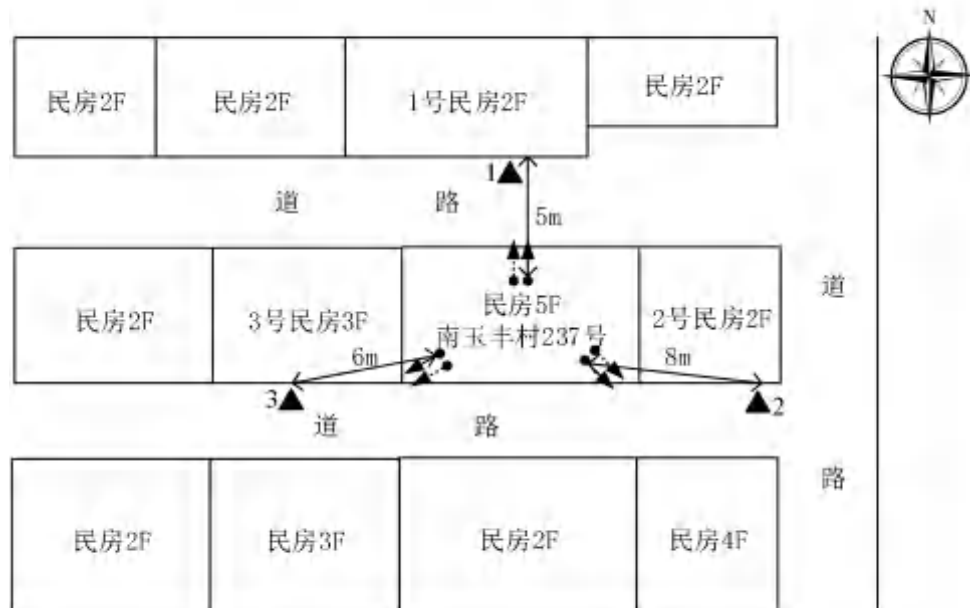 N
民房2F
民房2F
1号民房2F
民房2F
1
道
路
5m
道
民房2F
3号民房3F
民房5F
南玉丰村237号
2号民房2F
6m
8m
3
2
道
路
路
民房2F
民房3F
民房2F
民房4F